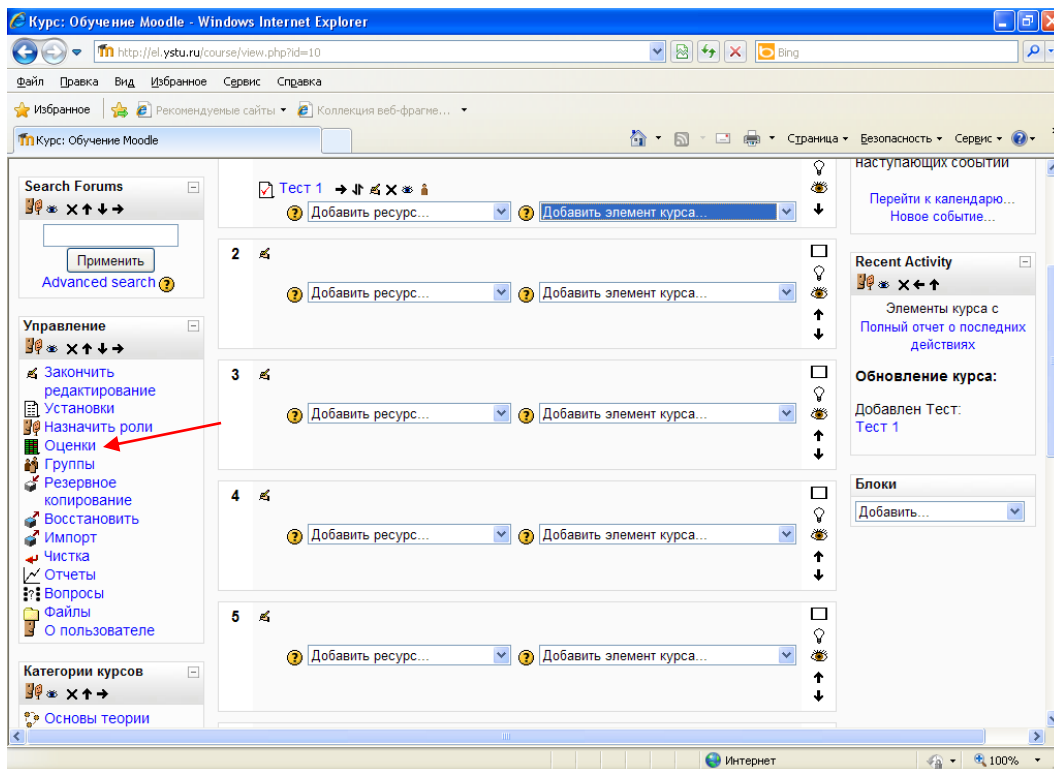 Курс: Обучение Moodle - Windows Internet Explorer
http://el.ystu.ru/course/view.php?id=10
Bing
Файл Правка Вид Избранное Сервис Справка
Избранное Рекомендуемые сайты Коллекция веб-фрагме...
Курс: Обучение Moodle
Страница Безопасность Сервис
Search Forums
Применить
Advanced search
Управление
Закончить
редактирование
Установки
Назначить роли
Оценки
Группы
Резервное
копирование
Восстановить
Импорт
Чистка
Отчеты
Вопросы
Файлы
О пользователе
Категории курсов
Основы теории
Тест 1
Добавить ресурс... Добавить элемент курса...
2
Добавить ресурс... Добавить элемент курса...
3
Добавить ресурс... Добавить элемент курса...
4
Добавить ресурс... Добавить элемент курса...
5
Добавить ресурс... Добавить элемент курса...
наступающих событий
Перейти к календарю...
Новое событие...
Recent Activity
Элементы курса с
Полный отчет о последних
действиях
Обновление курса:
Добавлен Тест:
Тест 1
Блоки
Добавить...
Интернет
100%